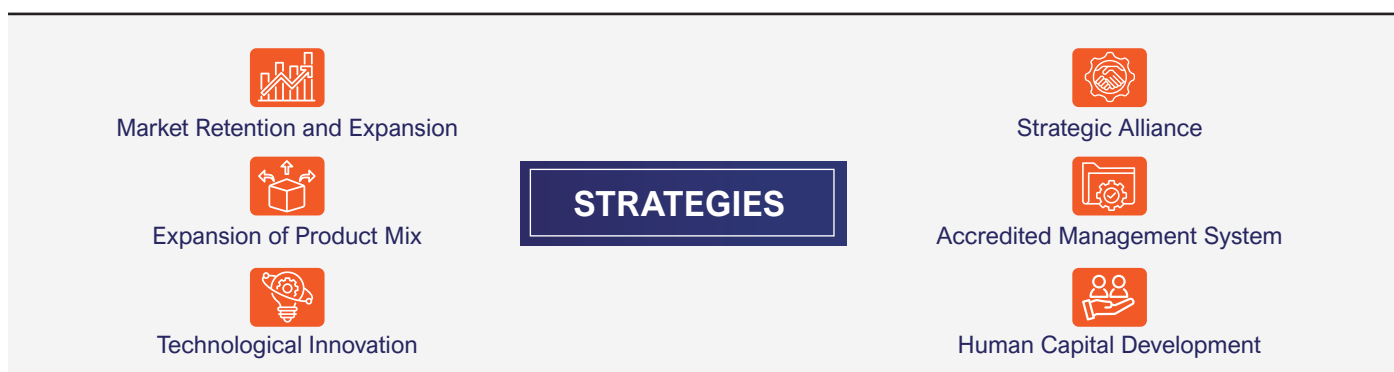 Market Retention and Expansion
Expansion of Product Mix
Technological Innovation
STRATEGIES
Strategic Alliance
Accredited Management System
Human Capital Development